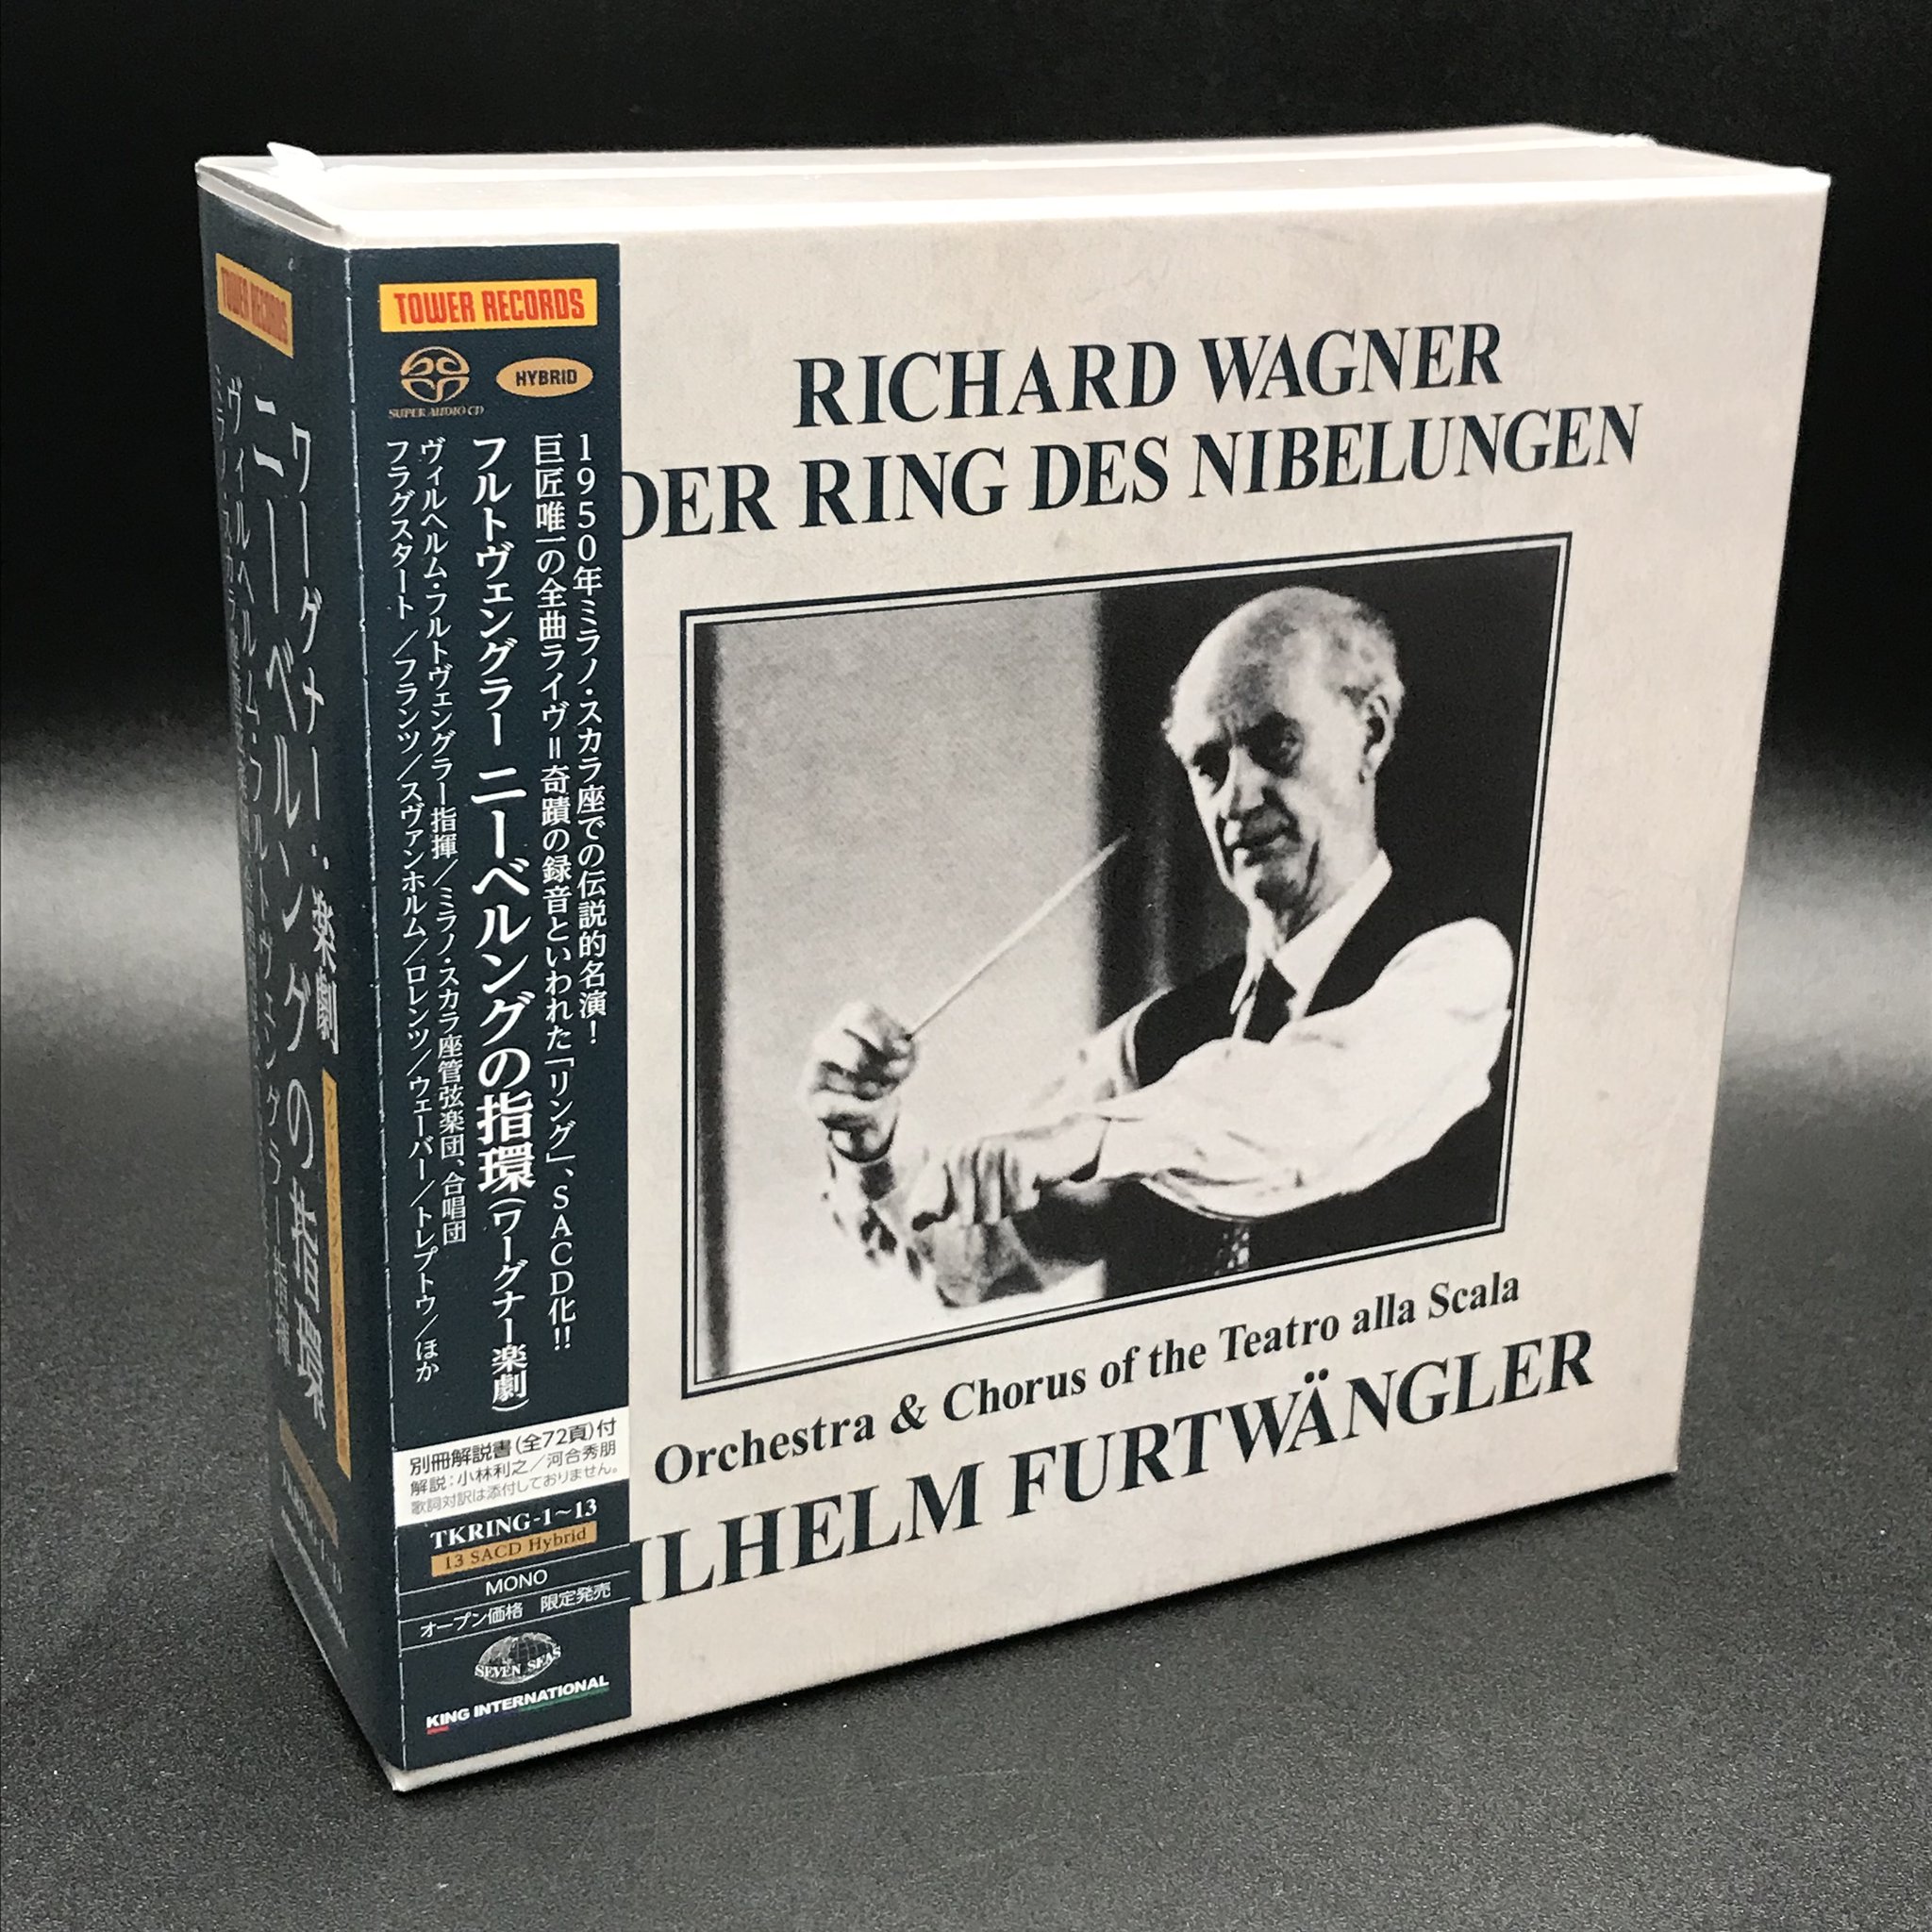 TOWER RECORDS
ワーグナー:楽劇
ニーベルングの指環
ヴィルヘルム・フルトヴェングラー指揮
TOWER RECORDS
SUPER AUDIO CD
HYBRID
1950年ミラノ・スカラ座での伝説的名演!
巨匠唯一の全曲ライヴ=奇蹟の録音といわれた「リング」、SACD化!!
フルトヴェングラー ニーベルングの指環(ワーグナー楽劇)
ヴィルヘルム・フルトヴェングラー指揮/ミラノ・スカラ座管弦楽団、合唱団
フラグスタート/フランツ/スヴァンホルム/ロレンツ/ウェーバー/トレプトウ/ほか
別冊解説書(全72頁)付
解説:小林利之/河合秀朋
歌詞対訳は添付しておりません。
TKRING-1~13
13 SACD Hybrid
MONO
オープン価格 限定発売
SEVEN SEAS
KING INTERNATIONAL
RICHARD WAGNER
DER RING DES NIBELUNGEN
Orchestra & Chorus of the Teatro alla Scala
ILHELM FURTWÄNGLER